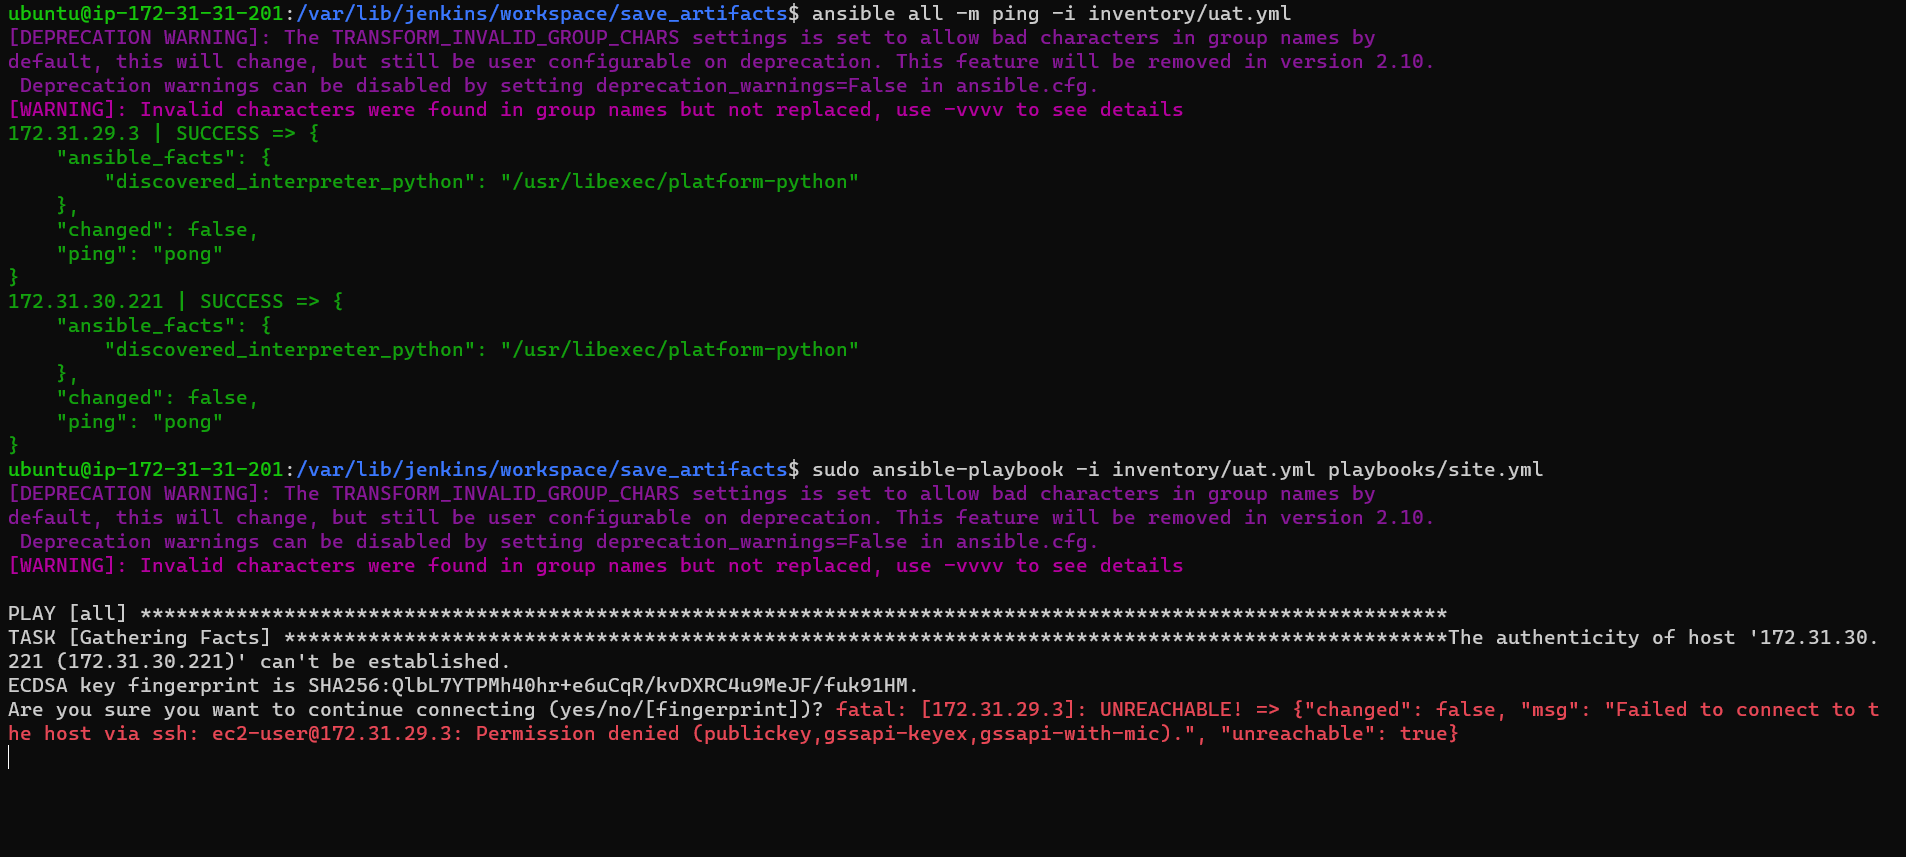 ubuntu@ip-172-31-31-201:/var/lib/jenkins/workspace/save_artifacts$ ansible all -m ping -i inventory/uat.yml
[DEPRECATION WARNING]: The TRANSFORM_INVALID_GROUP_CHARS settings is set to allow bad characters in group names by
default, this will change, but still be user configurable on deprecation. This feature will be removed in version 2.10.
 Deprecation warnings can be disabled by setting deprecation_warnings=False in ansible.cfg.
[WARNING]: Invalid characters were found in group names but not replaced, use -vvvv to see details
172.31.29.3 | SUCCESS => {
    "ansible_facts": {
        "discovered_interpreter_python": "/usr/libexec/platform-python"
    },
    "changed": false,
    "ping": "pong"
}
172.31.30.221 | SUCCESS => {
    "ansible_facts": {
        "discovered_interpreter_python": "/usr/libexec/platform-python"
    },
    "changed": false,
    "ping": "pong"
}
ubuntu@ip-172-31-31-201:/var/lib/jenkins/workspace/save_artifacts$ sudo ansible-playbook -i inventory/uat.yml playbooks/site.yml
[DEPRECATION WARNING]: The TRANSFORM_INVALID_GROUP_CHARS settings is set to allow bad characters in group names by
default, this will change, but still be user configurable on deprecation. This feature will be removed in version 2.10.
 Deprecation warnings can be disabled by setting deprecation_warnings=False in ansible.cfg.
[WARNING]: Invalid characters were found in group names but not replaced, use -vvvv to see details
PLAY [all] *************************************************************************************************************
TASK [Gathering Facts] *************************************************************************************************The authenticity of host '172.31.30.
221 (172.31.30.221)' can't be established.
ECDSA key fingerprint is SHA256:QlbL7YTPMh40hr+e6uCqR/kvDXRC4u9MeJF/fuk91HM.
Are you sure you want to continue connecting (yes/no/[fingerprint])? fatal: [172.31.29.3]: UNREACHABLE! => {"changed": false, "msg": "Failed to connect to t
he host via ssh: ec2-user@172.31.29.3: Permission denied (publickey,gssapi-keyex,gssapi-with-mic).", "unreachable": true}